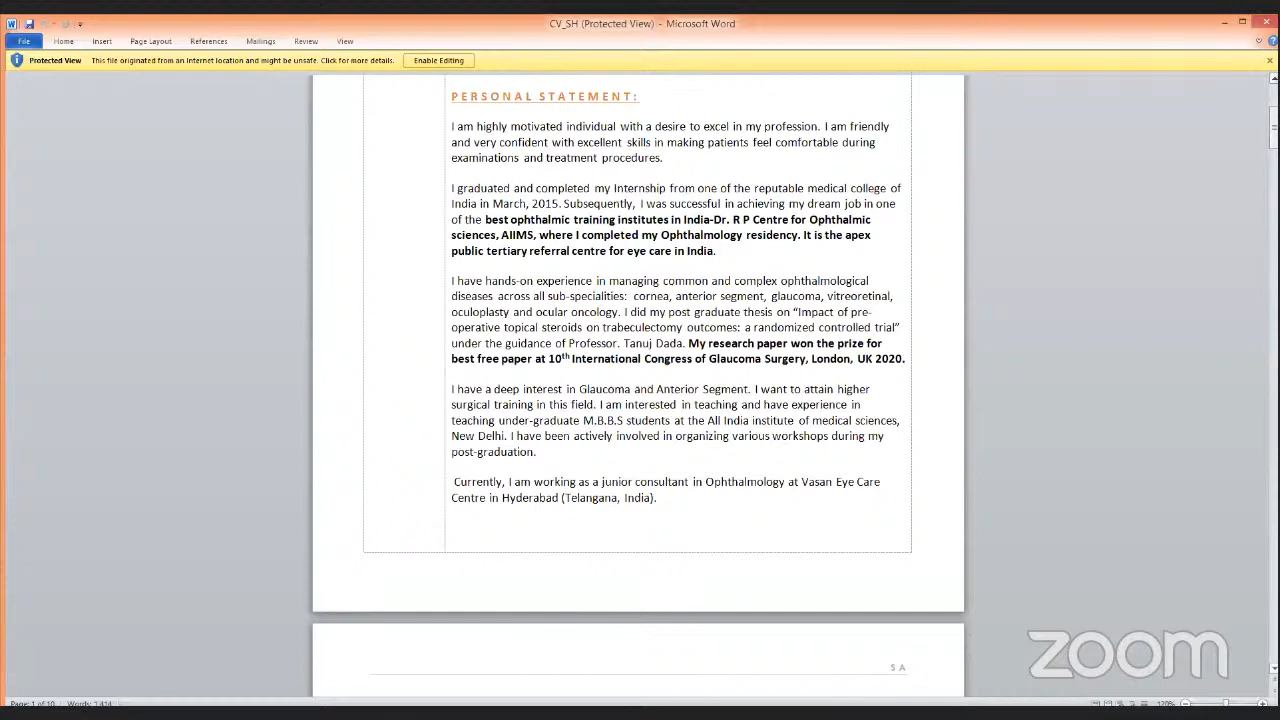 CV_SH (Protected View) - Microsoft Word
File Home Insert Page Layout References Mailings Review View
Protected View This file originated from an Internet location and might be unsafe. Click for more details. Enable Editing
PERSONAL STATEMENT:
I am highly motivated individual with a desire to excel in my profession. I am friendly
and very confident with excellent skills in making patients feel comfortable during
examinations and treatment procedures.
I graduated and completed my Internship from one of the reputable medical college of
India in March, 2015. Subsequently, I was successful in achieving my dream job in one
of the best ophthalmic training institutes in India-Dr. R P Centre for Ophthalmic
sciences, AIIMS, where I completed my Ophthalmology residency. It is the apex
public tertiary referral centre for eye care in India.
I have hands-on experience in managing common and complex ophthalmological
diseases across all sub-specialities: cornea, anterior segment, glaucoma, vitreoretinal,
oculoplasty and ocular oncology. I did my post graduate thesis on “Impact of pre-
operative topical steroids on trabeculectomy outcomes: a randomized controlled trial”
under the guidance of Professor. Tanuj Dada. My research paper won the prize for
best free paper at 10th International Congress of Glaucoma Surgery, London, UK 2020.
I have a deep interest in Glaucoma and Anterior Segment. I want to attain higher
surgical training in this field. I am interested in teaching and have experience in
teaching under-graduate M.B.B.S students at the All India institute of medical sciences,
New Delhi. I have been actively involved in organizing various workshops during my
post-graduation.
Currently, I am working as a junior consultant in Ophthalmology at Vasan Eye Care
Centre in Hyderabad (Telangana, India).
S A
zoom
Page: 1 of 10 Words: 1,414 120%